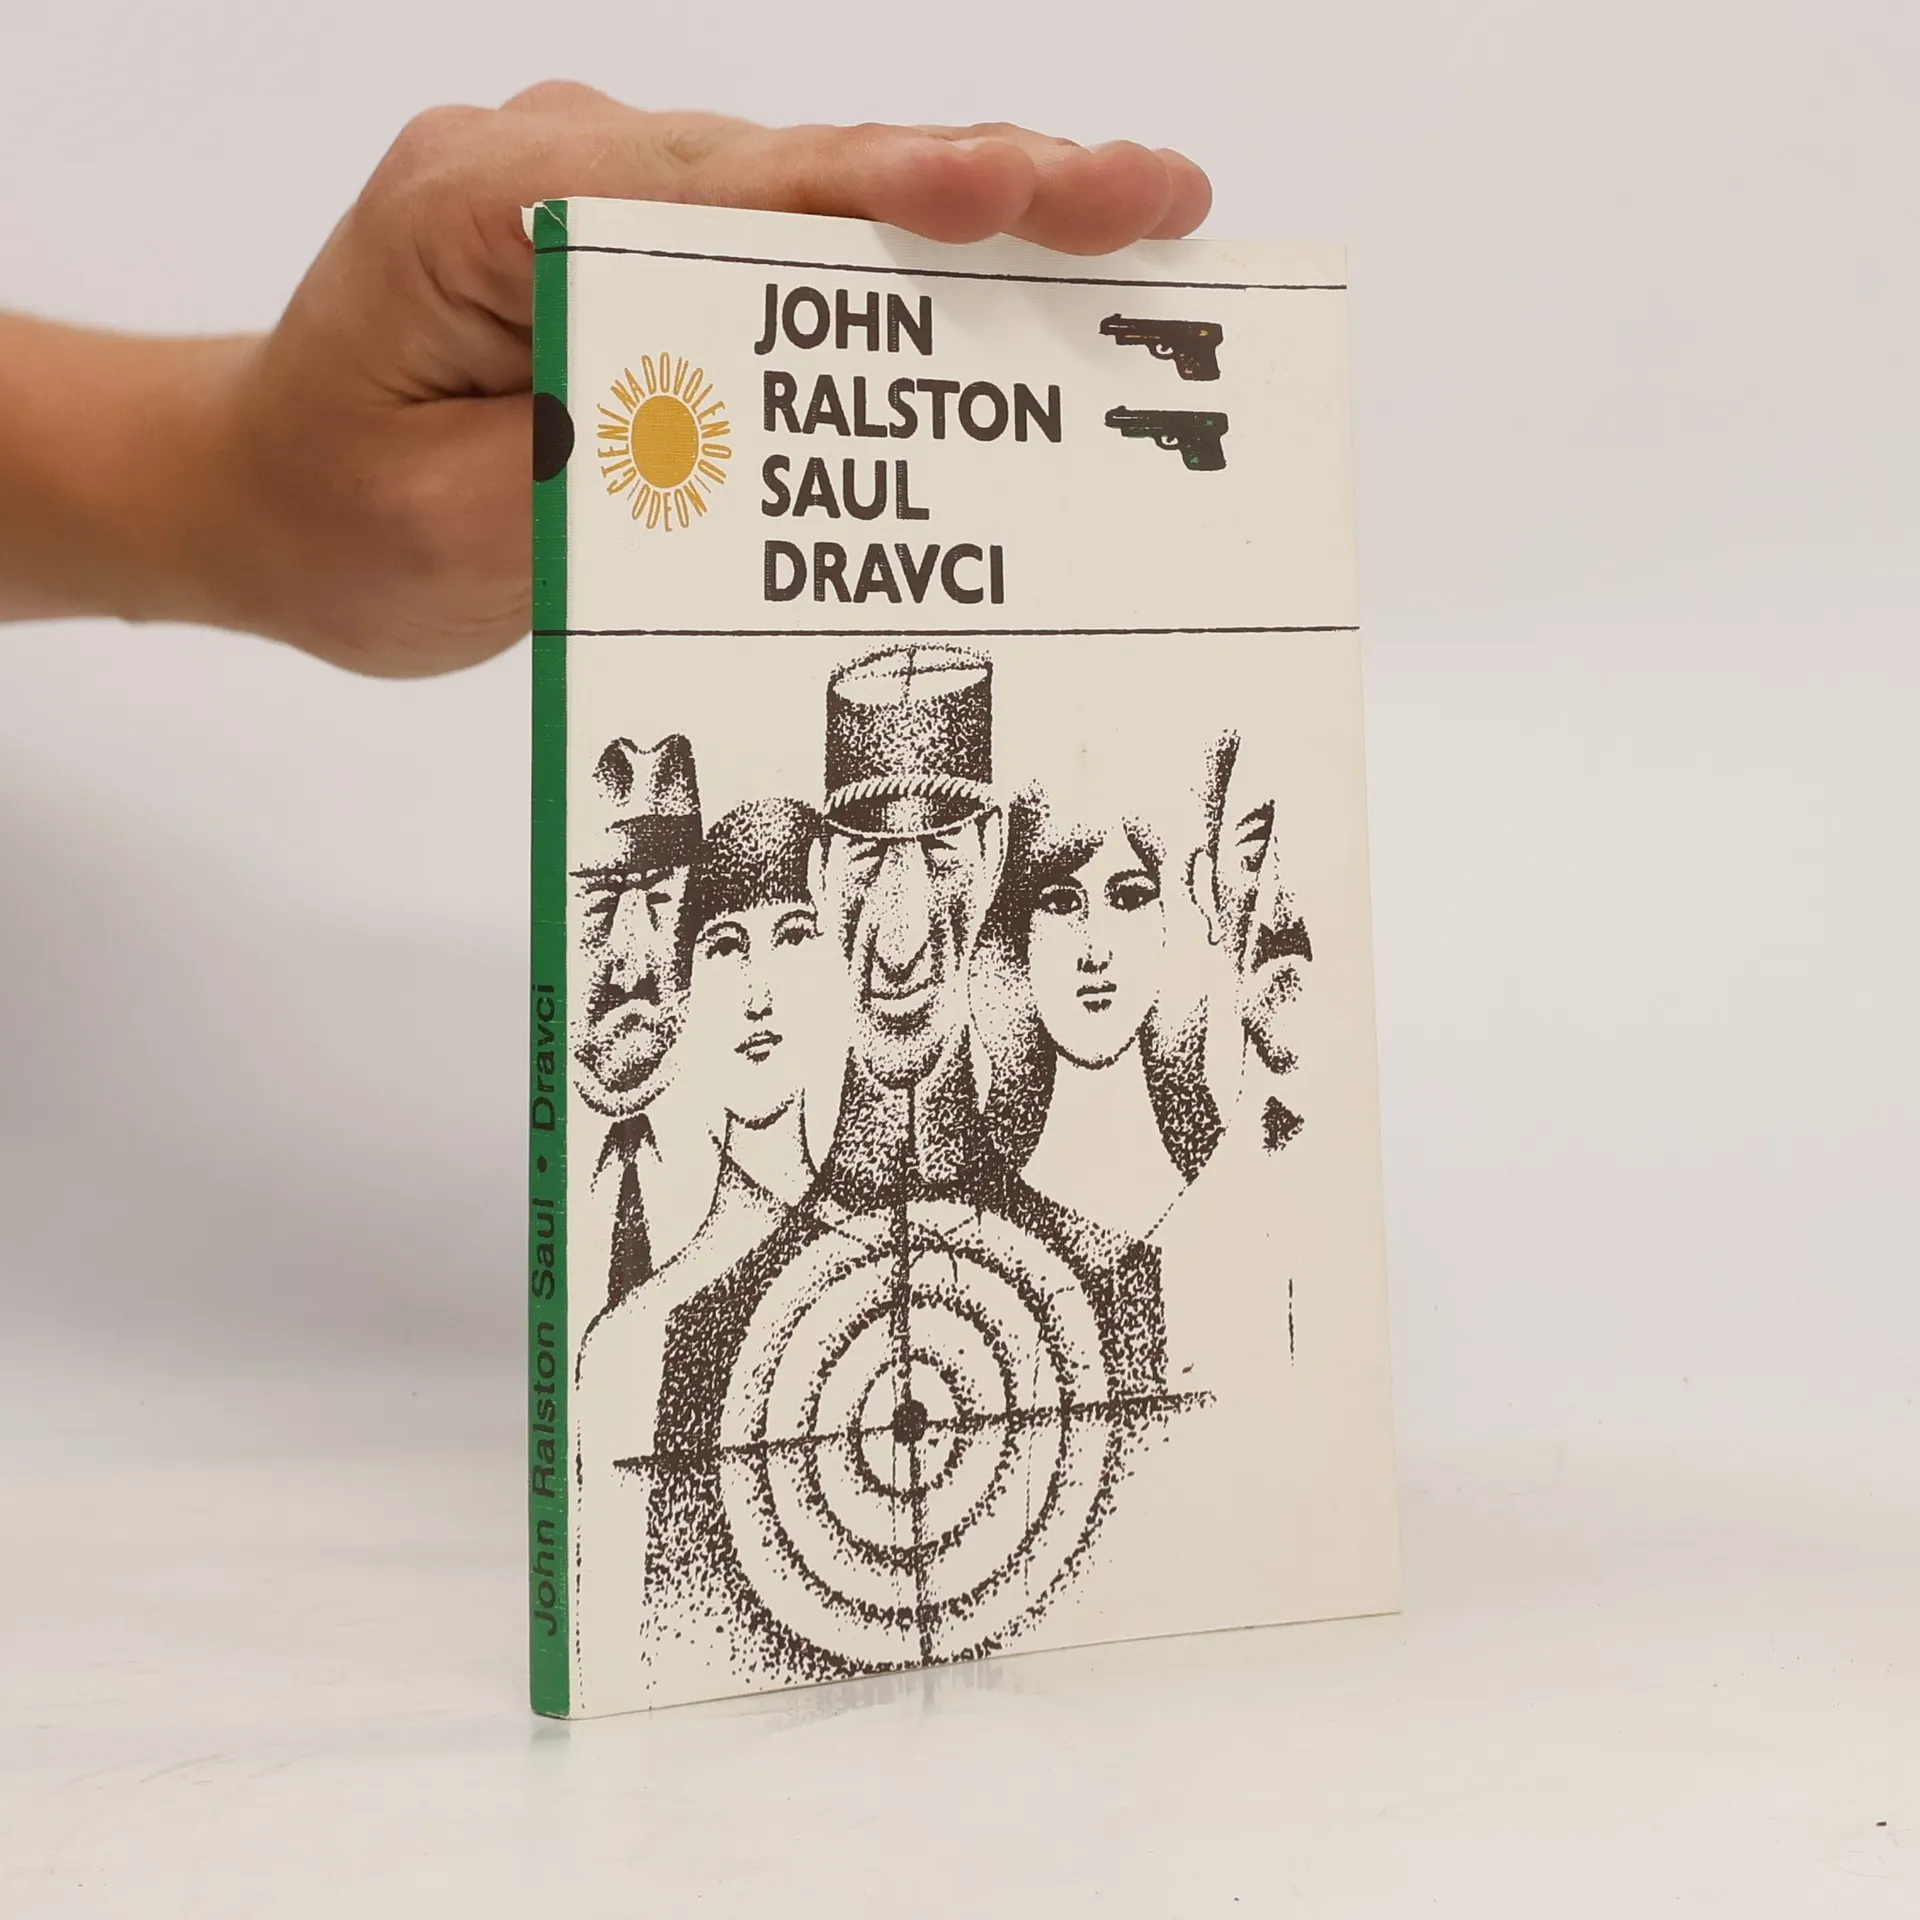 JOHN
RALSTON
SAUL
DRAVCI
ČTENÍ NA DOVOLENOU
ODEON
John Ralston Saul • Dravci